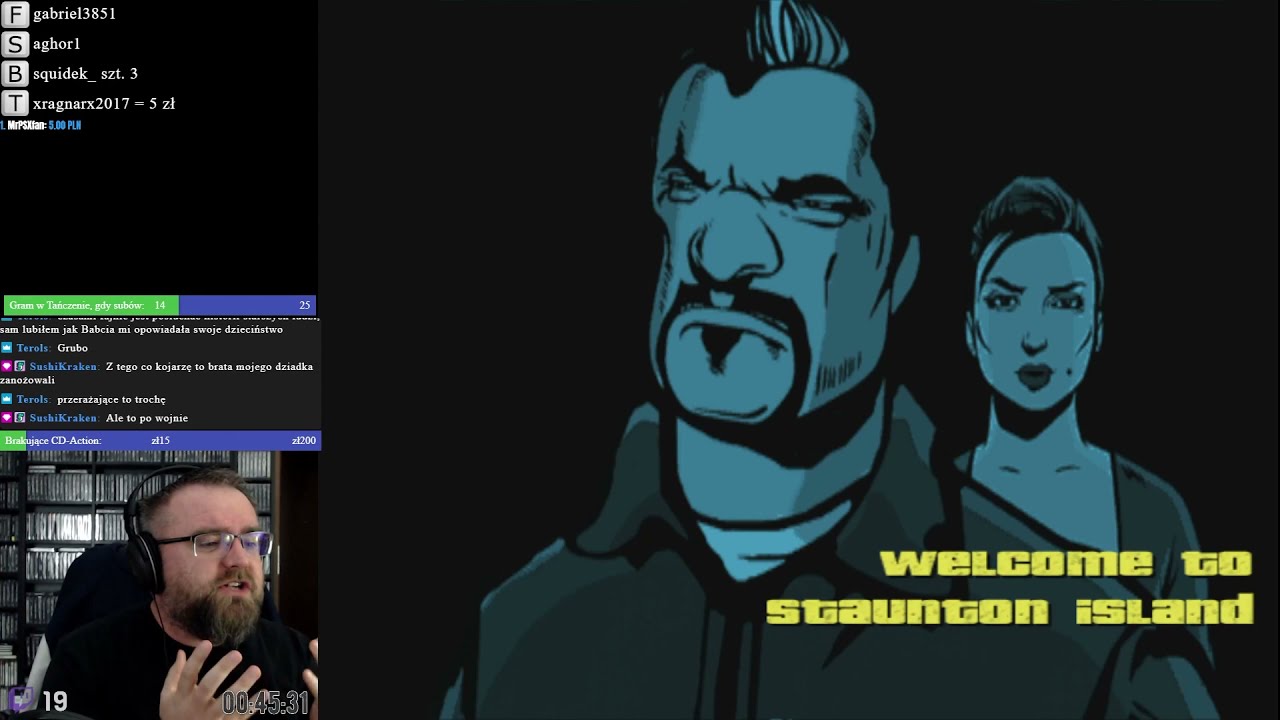 F gabriel3851
S aghor1
B squidek_ szt. 3
T xragnarx2017 = 5 zł
1. MrPSXfan: 5.00 PLN
Gram w Tańczenie, gdy subów: 14 25
sam lubiłem jak Babcia mi opowiadała swoje dzieciństwo
Terols: Grubo
SushiKraken: Z tego co kojarzę to brata mojego dziadka
zanożowali
Terols: przerażające to trochę
SushiKraken: Ale to po wojnie
Brakujące CD-Action: zł15 zł200
19
00:45:31
WELCOME TO
STAUNTON ISLAND